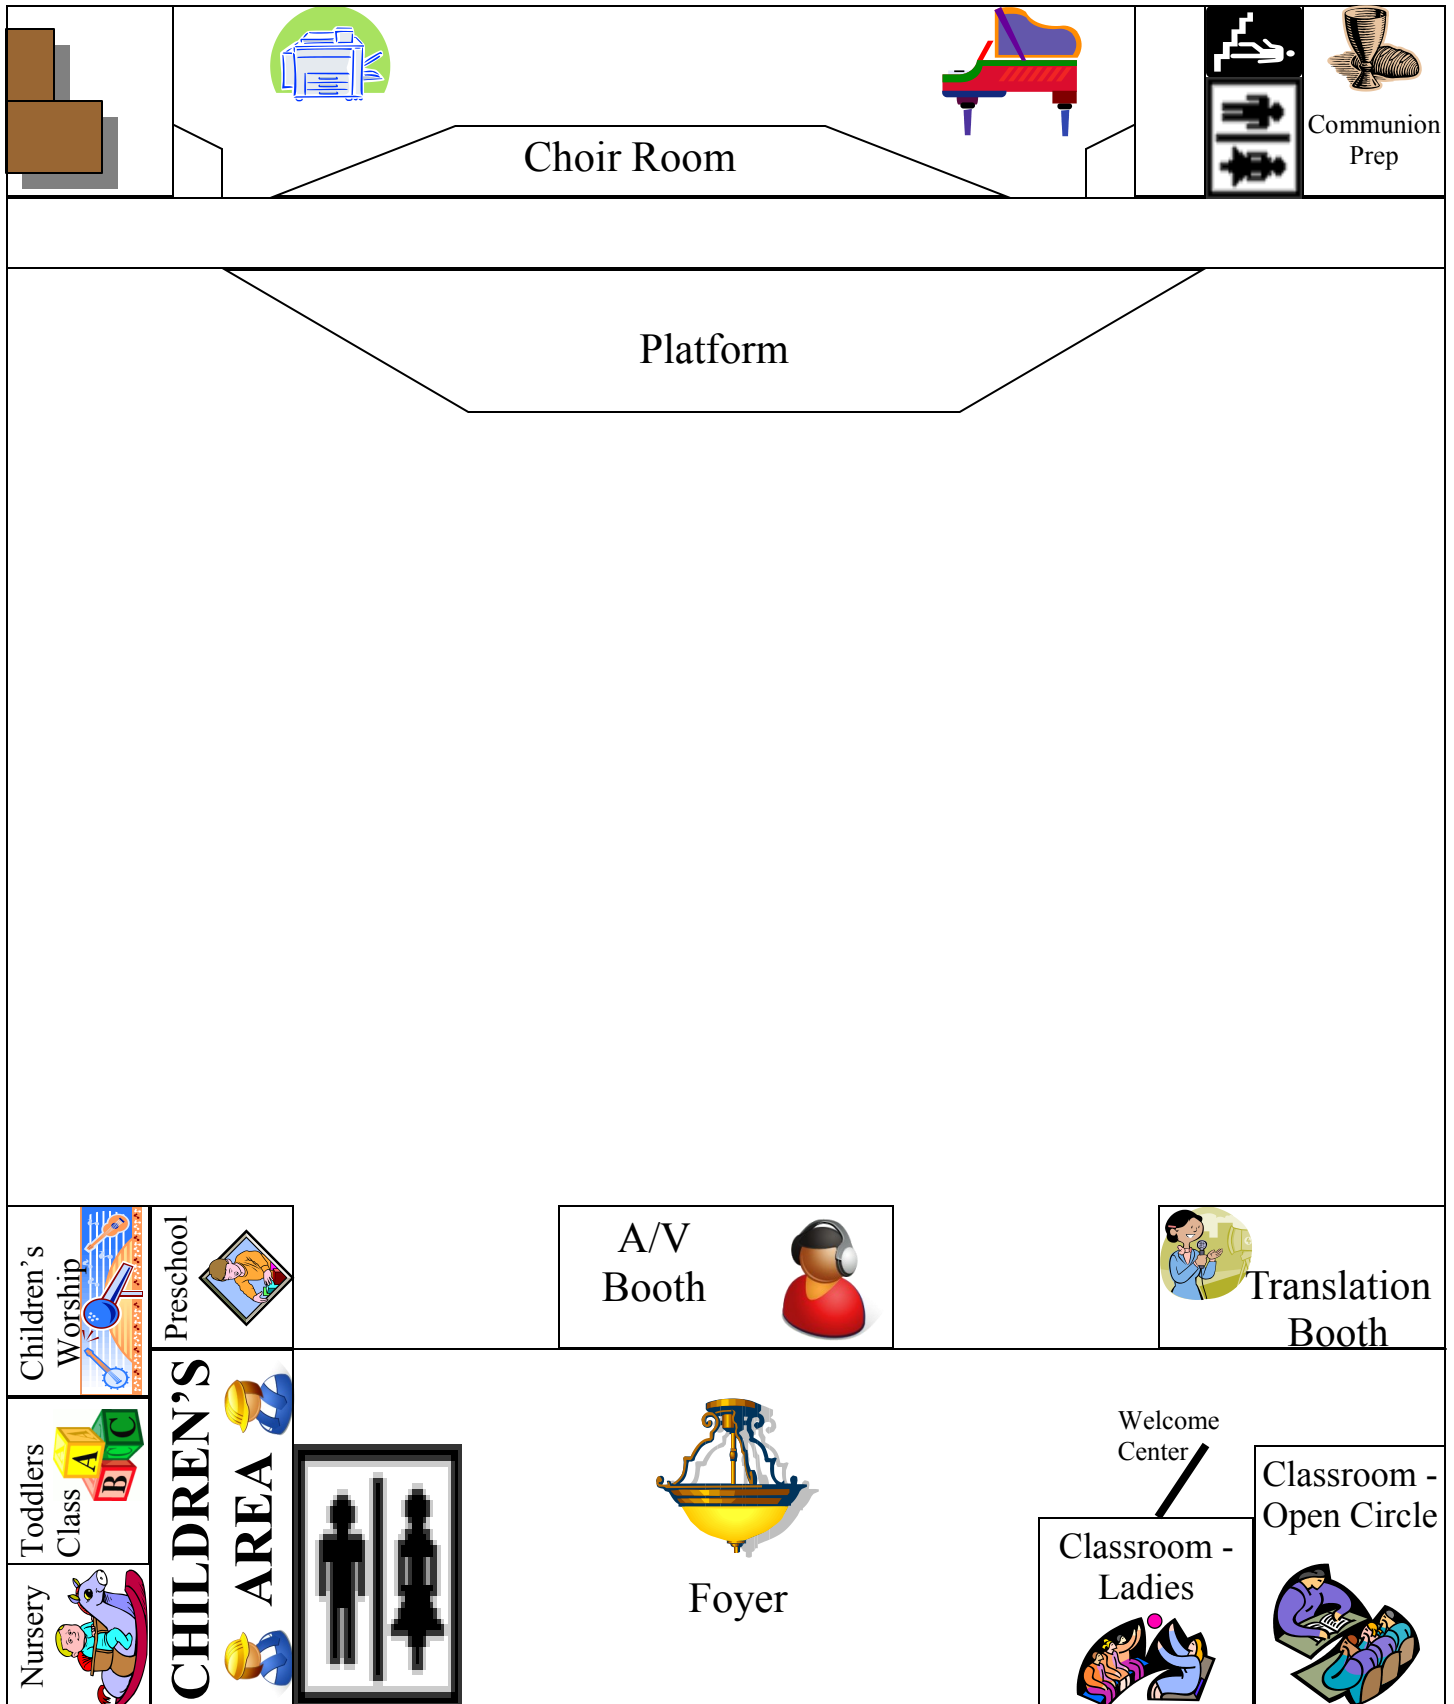 Communion
Prep
Choir Room
Platform
Children’s
Worship
Preschool
A/V
Booth
Translation
Booth
Toddlers
Class
A
B
C
CHILDREN’S
AREA
Welcome
Center
Classroom -
Open Circle
Classroom -
Ladies
Foyer
Nursery